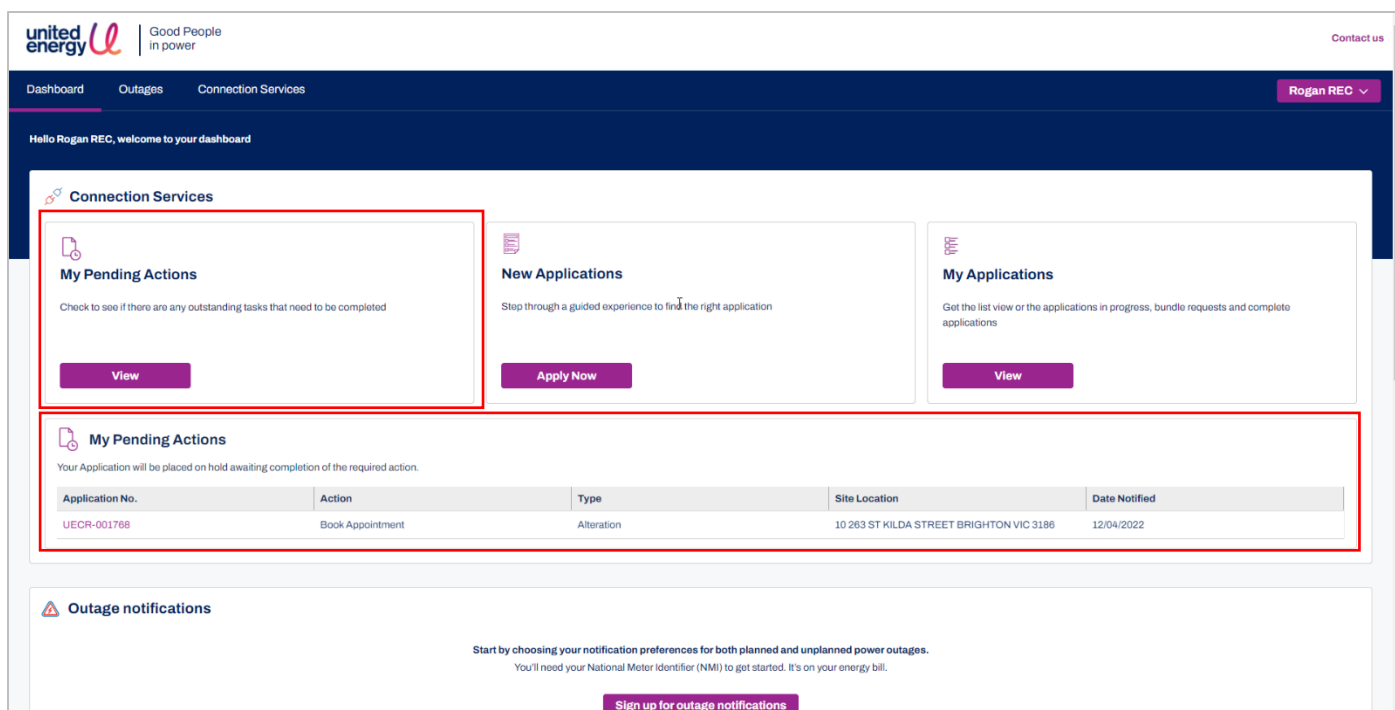 united
energy
Good People
in power
Contact us
Dashboard Outages Connection Services Rogan REC
Hello Rogan REC, welcome to your dashboard
Connection Services
My Pending Actions
Check to see if there are any outstanding tasks that need to be completed
View
New Applications
Step through a guided experience to find the right application
Apply Now
My Applications
Get the list view or the applications in progress, bundle requests and complete
applications
View
My Pending Actions
Your Application will be placed on hold awaiting completion of the required action.
Application No. Action Type Site Location Date Notified
UECR-001768 Book Appointment Alteration 10 263 ST KILDA STREET BRIGHTON VIC 3186 12/04/2022
Outage notifications
Start by choosing your notification preferences for both planned and unplanned power outages.
You'll need your National Meter Identifier (NMI) to get started. It's on your energy bill.
Sign up for outage notifications